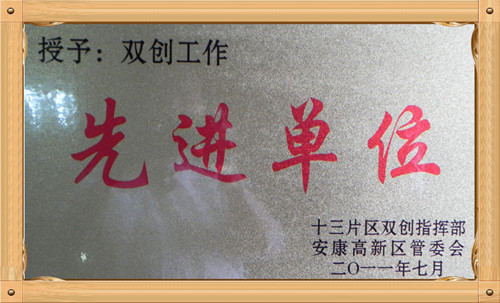 授予：双创工作
先进单位
十三片区双创指挥部
安康高新区管委会
二〇一一年七月